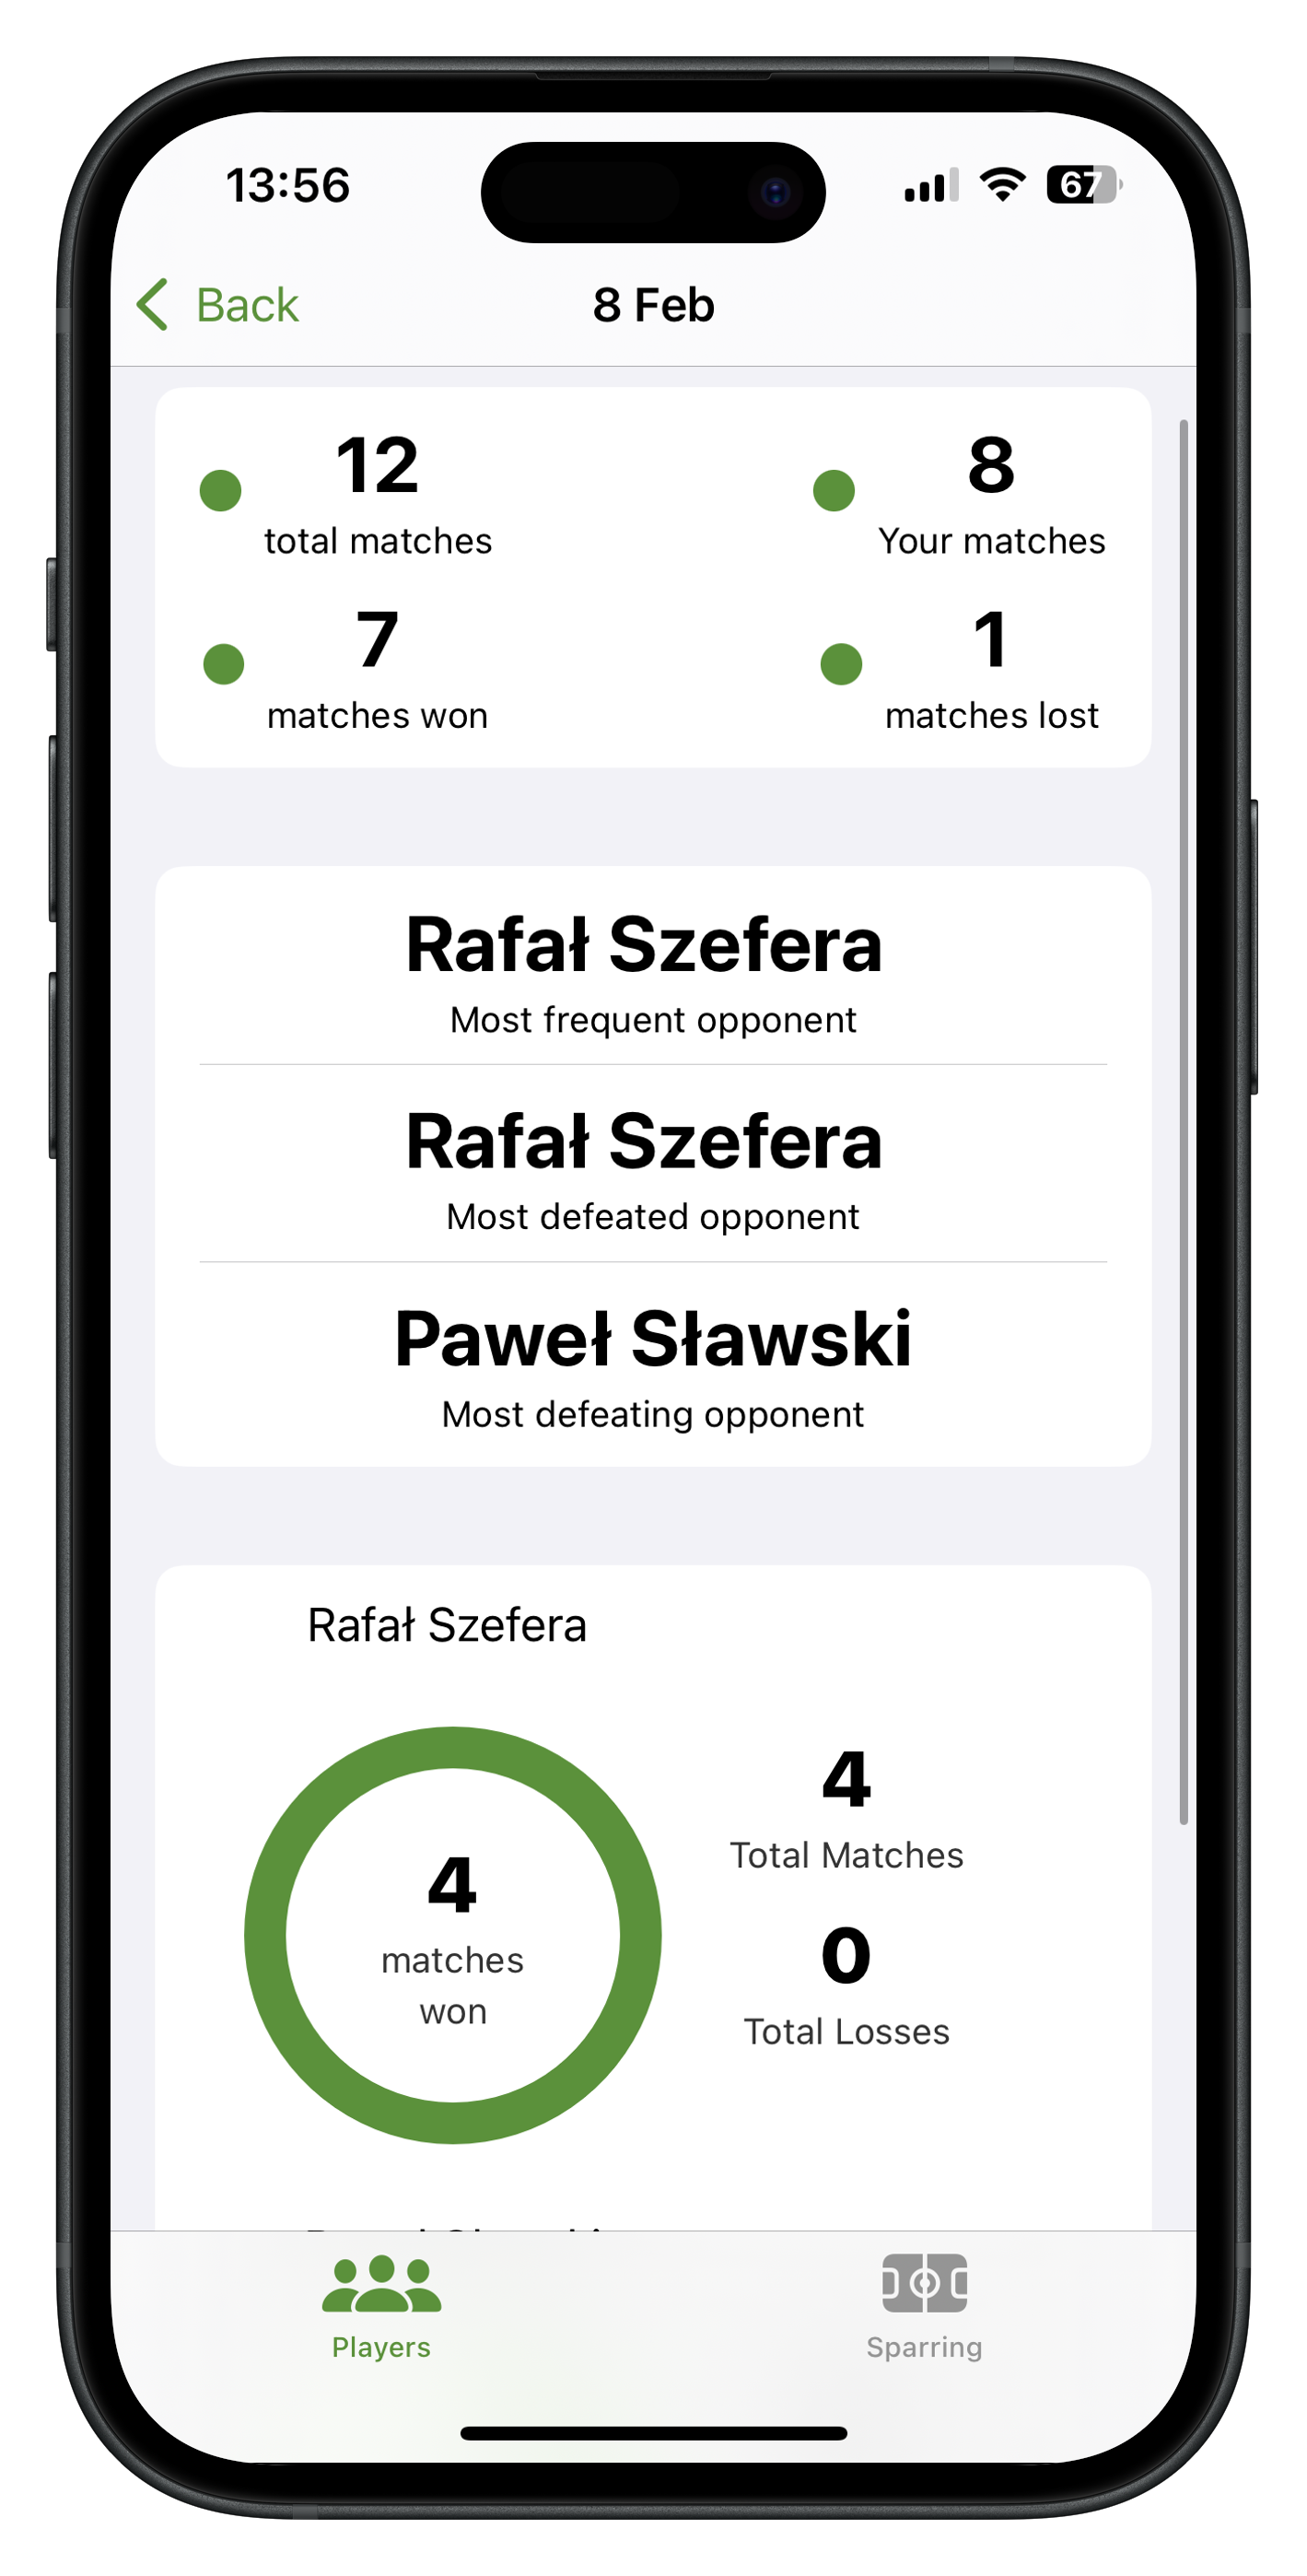 13:56
67
Back
8 Feb
12
8
total matches
Your matches
7
1
matches won
matches lost
Rafał Szefera
Most frequent opponent
Rafał Szefera
Most defeated opponent
Paweł Sławski
Most defeating opponent
Rafał Szefera
4
matches
won
4
Total Matches
0
Total Losses
Players
Sparring